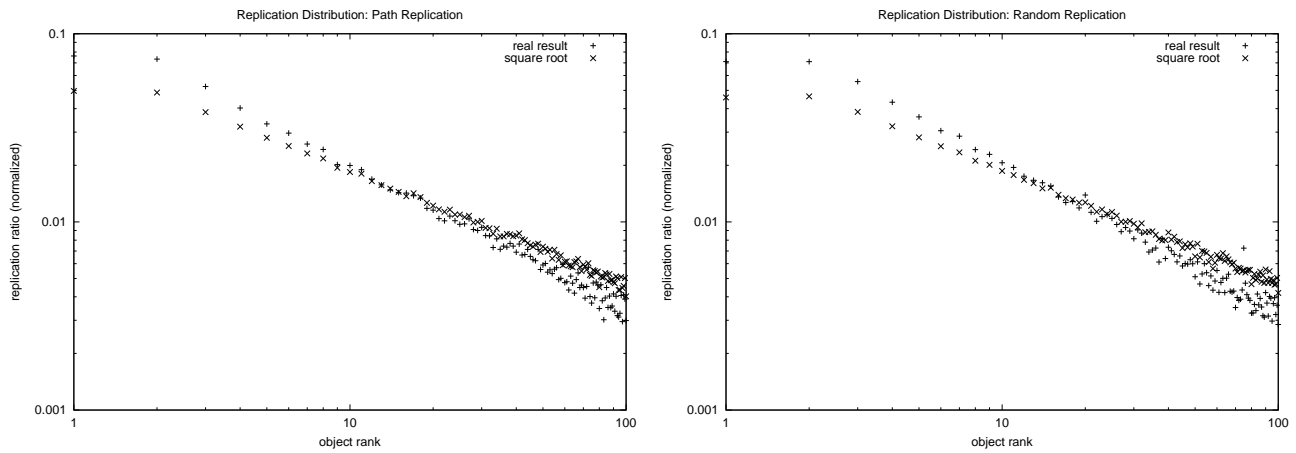 Replication Distribution: Path Replication
0.1
real result
square root
replication ratio (normalized)
0.01
0.001
1
10
100
object rank
Replication Distribution: Random Replication
0.1
real result
square root
replication ratio (normalized)
0.01
0.001
1
10
100
object rank